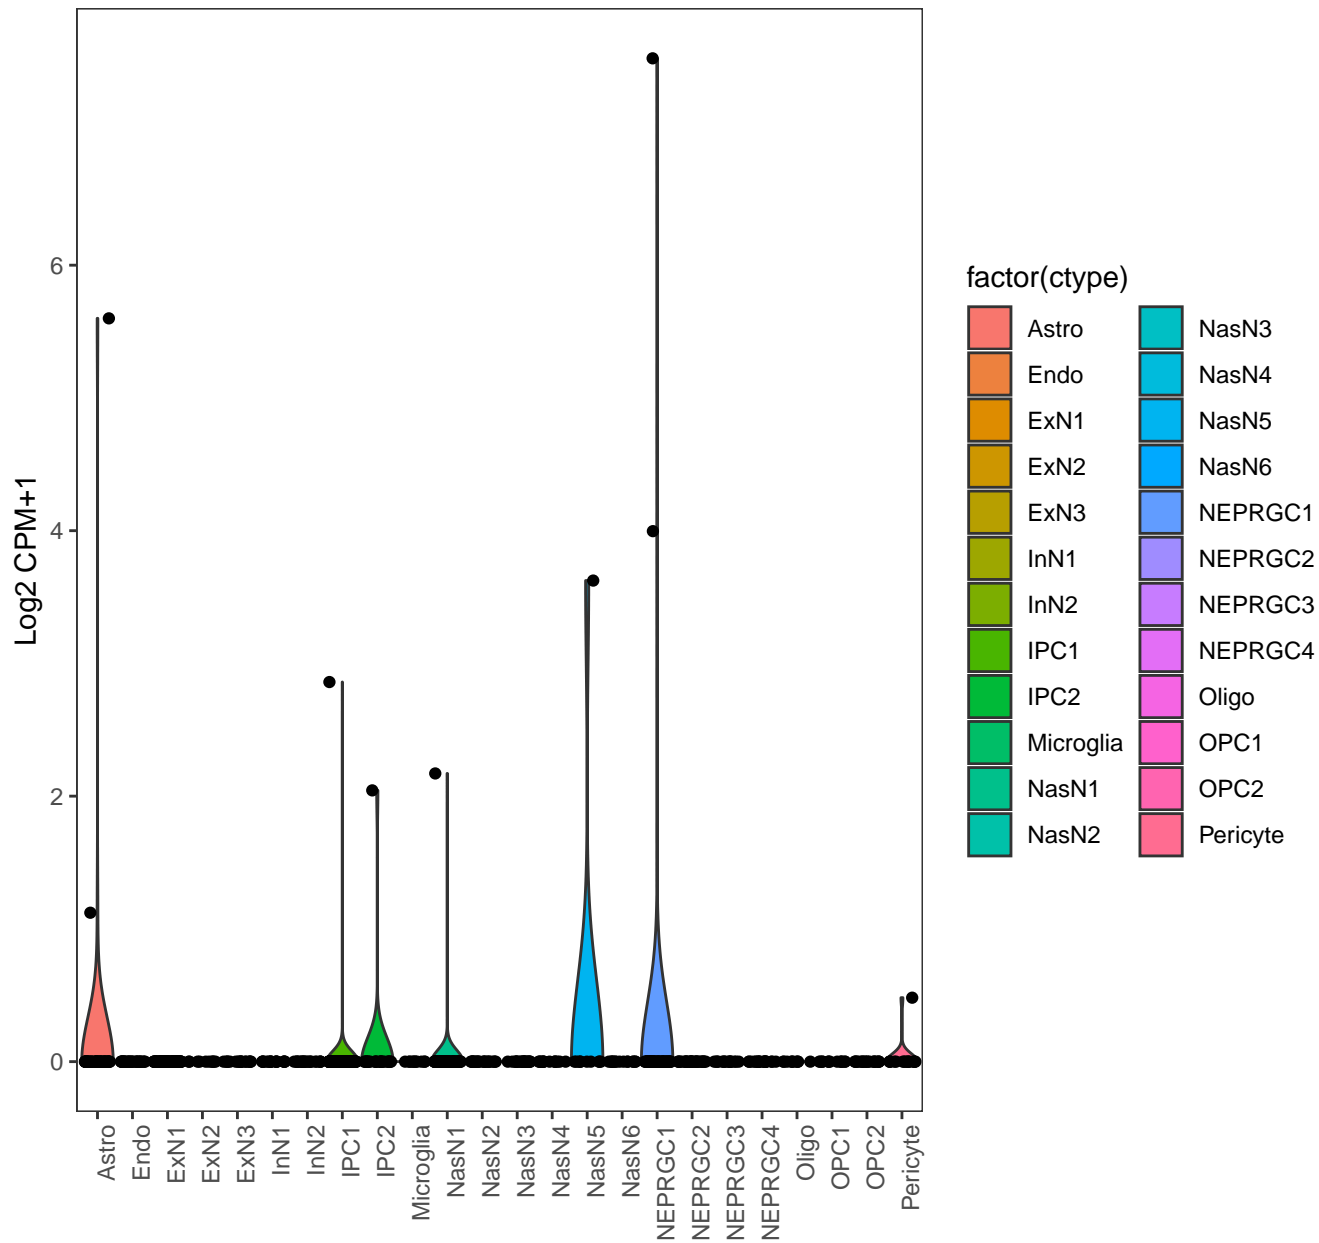 Log2 CPM+1
6
4
2
0
Astro
Endo
ExN1
ExN2
ExN3
InN1
InN2
IPC1
IPC2
Microglia
NasN1
NasN2
NasN3
NasN4
NasN5
NasN6
NEPRGC1
NEPRGC2
NEPRGC3
NEPRGC4
Oligo
OPC1
OPC2
Pericyte
factor(ctype)
Astro
Endo
ExN1
ExN2
ExN3
InN1
InN2
IPC1
IPC2
Microglia
NasN1
NasN2
NasN3
NasN4
NasN5
NasN6
NEPRGC1
NEPRGC2
NEPRGC3
NEPRGC4
Oligo
OPC1
OPC2
Pericyte